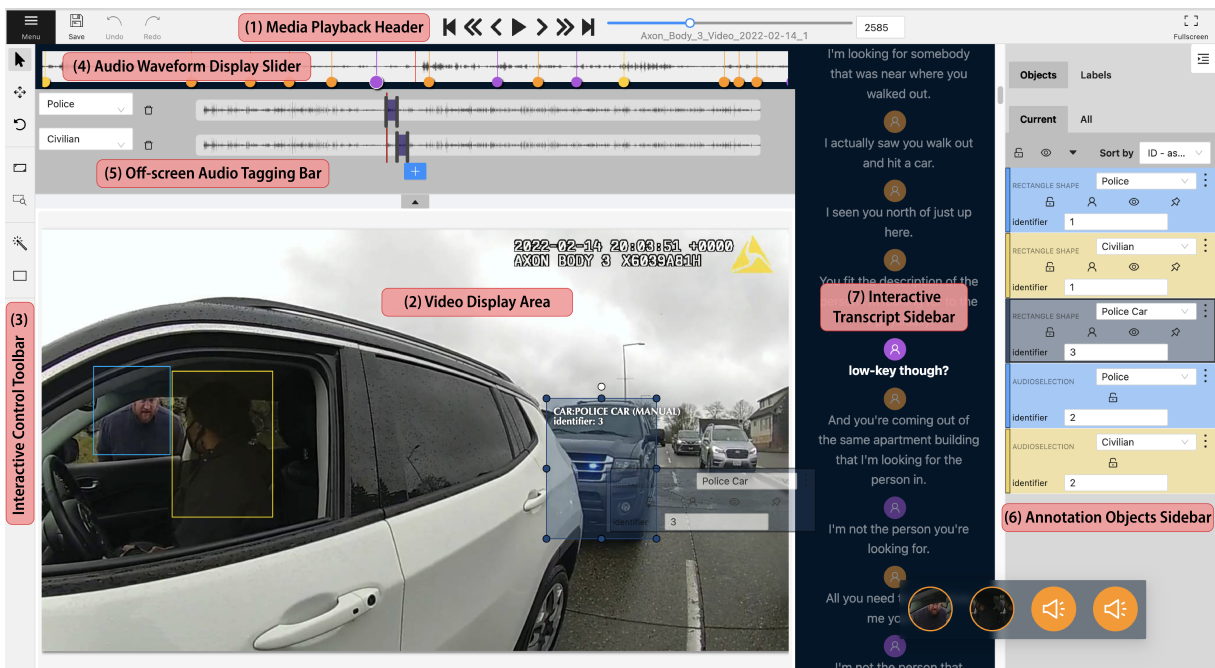 Menu
Save
Undo
Redo
(1) Media Playback Header
Axon_Body_3_Video_2022-02-14_1
2585
Fullscreen
(4) Audio Waveform Display Slider
Police
Civilian
(5) Off-screen Audio Tagging Bar
(3)
Interactive Control Toolbar
2022-02-14 20:03:51 +0000
AXON BODY 3 X6039A81H
(2) Video Display Area
CAR:POLICE CAR (MANUAL)
identifier: 3
Police Car
identifier
3
I'm looking for somebody
that was near where you
walked out.
I actually saw you walk out
and hit a car.
I seen you north of just up
here.
You fit the description of the
the
(7) Interactive
Transcript Sidebar
low-key though?
And you're coming out of
the same apartment building
that I'm looking for the
person in.
I'm not the person you're
looking for.
All you need
me
I'm not the person that
Objects
Labels
Current
All
Sort by
ID - as...
RECTANGLE SHAPE
Police
identifier
1
RECTANGLE SHAPE
Civilian
identifier
1
RECTANGLE SHAPE
Police Car
identifier
3
AUDIOSELECTION
Police
identifier
2
AUDIOSELECTION
Civilian
identifier
2
(6) Annotation Objects Sidebar